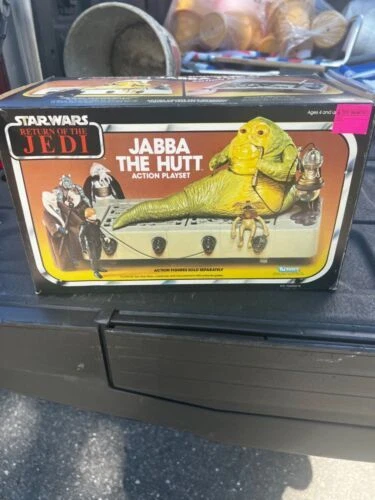 STAR WARS
RETURN OF THE
JEDI
Ages 4 and up
JABBA
THE HUTT
ACTION PLAYSET
ACTION FIGURES SOLD SEPARATELY
Kenner